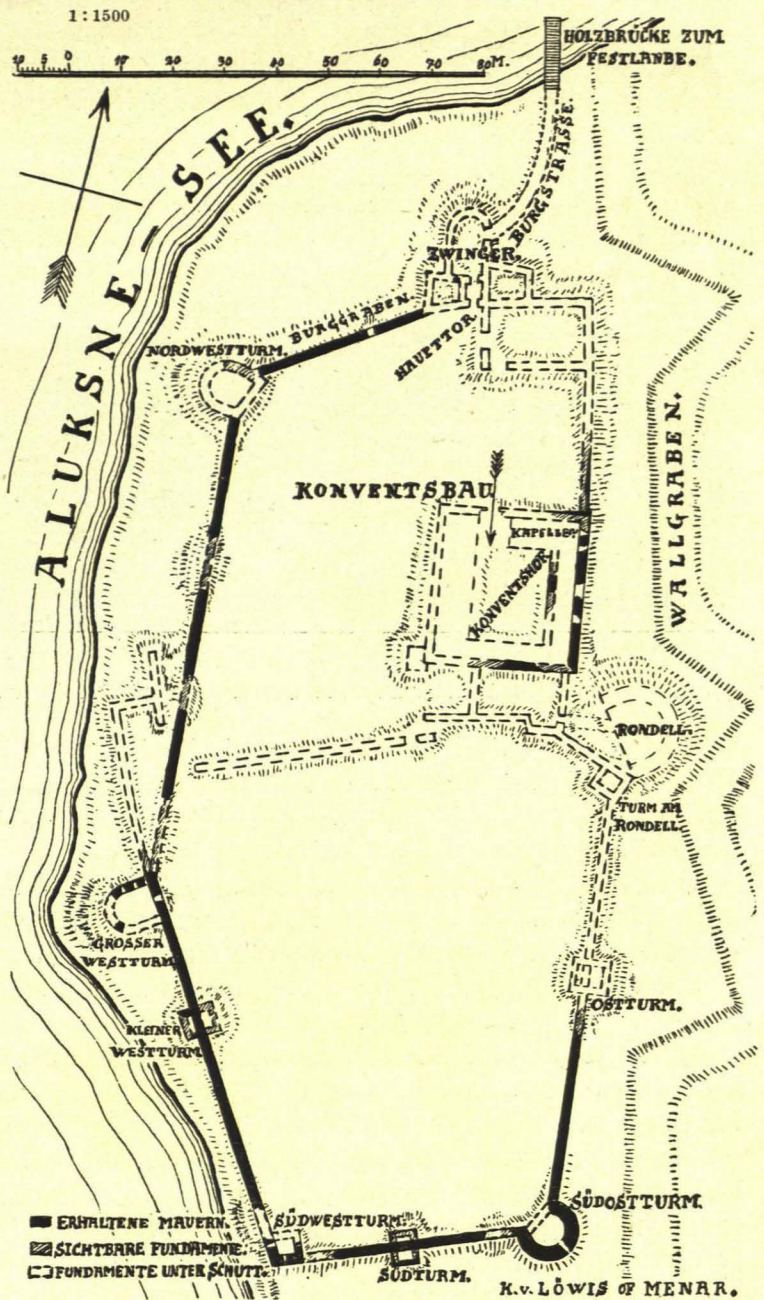 1:1500
HOLZBRÜCKE ZUM
FESTLANDE.
10 5 0 10 20 30 40 50 60 70 80 M.
ALUKSNE-SEE.
BURGSTRASSE.
ZWINGER.
BURGGRABEN
HAUPTTOR.
NORDWESTTURM.
WALLGRABEN.
KONVENTSBAU
KAPELLE
KONVENTSHOF
RONDELL.
TURM AM
RONDELL.
GROSSER
WESTTURM
OSTTURM.
KLEINER
WESTTURM.
SÜDOSTTURM.
SÜDWESTTURM.
SÜDTURM.
ERHALTENE MAUERN.
SICHTBARE FUNDAMENTE.
FUNDAMENTE UNTER SCHUTT.
K.v. LÖWIS OF MENAR.